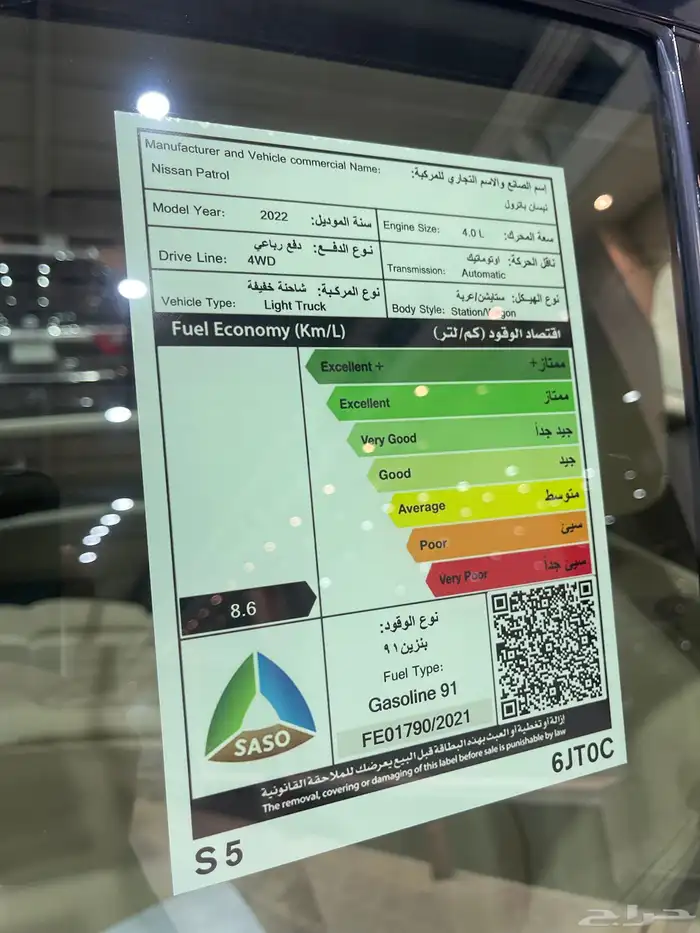 Manufacturer and Vehicle commercial Name: إسم الصانع والاسم التجاري للمركبة:
Nissan Patrol نيسان باترول
Model Year: 2022 سنة الموديل:
Engine Size: 4.0 L سعة المحرك:
Drive Line: نوع الدفـع: دفع رباعي
4WD
Transmission: ناقل الحركة: اوتوماتيك
Automatic
Vehicle Type: نوع المركبة: شاحنة خفيفة
Light Truck
Body Style: نوع الهيكل: ستايشن/عربة
Fuel Economy (Km/L) اقتصاد الوقود (كم/لتر)
Excellent + ممتاز+
Excellent ممتاز
Very Good جيد جداً
Good جيد
Average متوسط
Poor سيئ
Very Poor سيئ جداً
8.6
نوع الوقود:
بنزين ٩١
Fuel Type:
Gasoline 91
FE01790/2021
SASO
إزالة أو تغطية أو العبث بهذه البطاقة قبل البيع يعرضك للملاحقة القانونية
The removal, covering or damaging of this label before sale is punishable by law
S 5
6JT0C
حراج